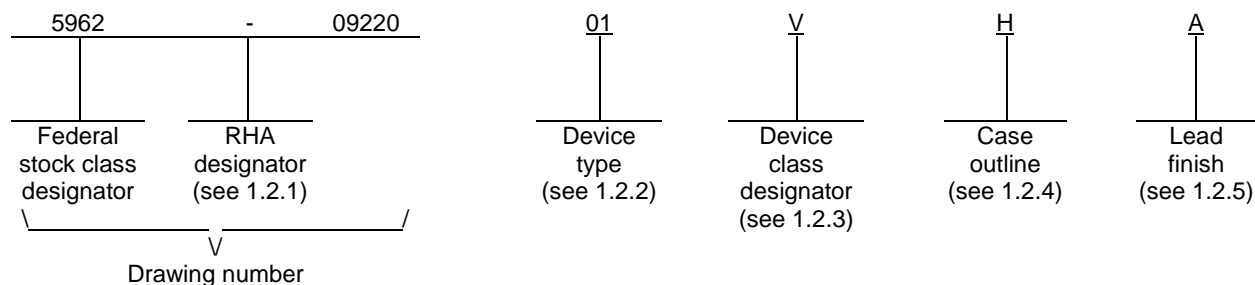 5962 - 09220 01 V H A
Federal stock class designator
RHA designator (see 1.2.1)
Device type (see 1.2.2)
Device class designator (see 1.2.3)
Case outline (see 1.2.4)
Lead finish (see 1.2.5)
\ / \/
Drawing number